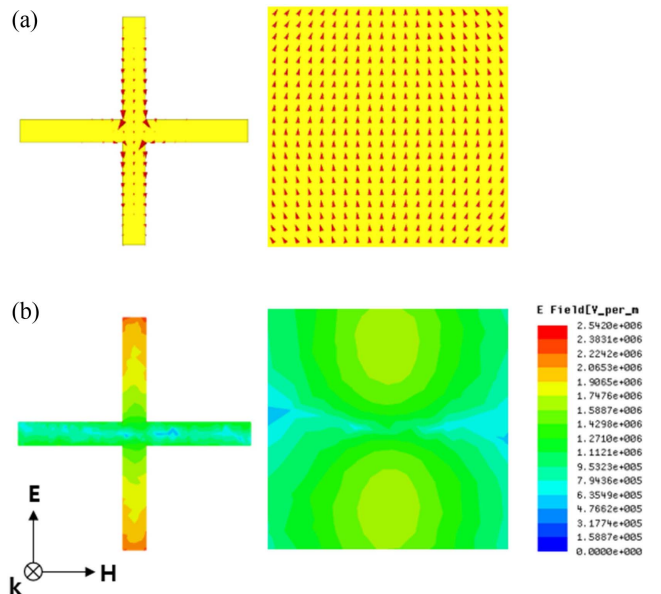 (a)
(b)
E Field[V_per_m
2.5420e+006
2.3831e+006
2.2242e+006
2.0653e+006
1.9065e+006
1.7476e+006
1.5887e+006
1.4298e+006
1.2710e+006
1.1121e+006
9.5323e+005
7.9436e+005
6.3549e+005
4.7662e+005
3.1774e+005
1.5887e+005
0.0000e+000
E
H
k